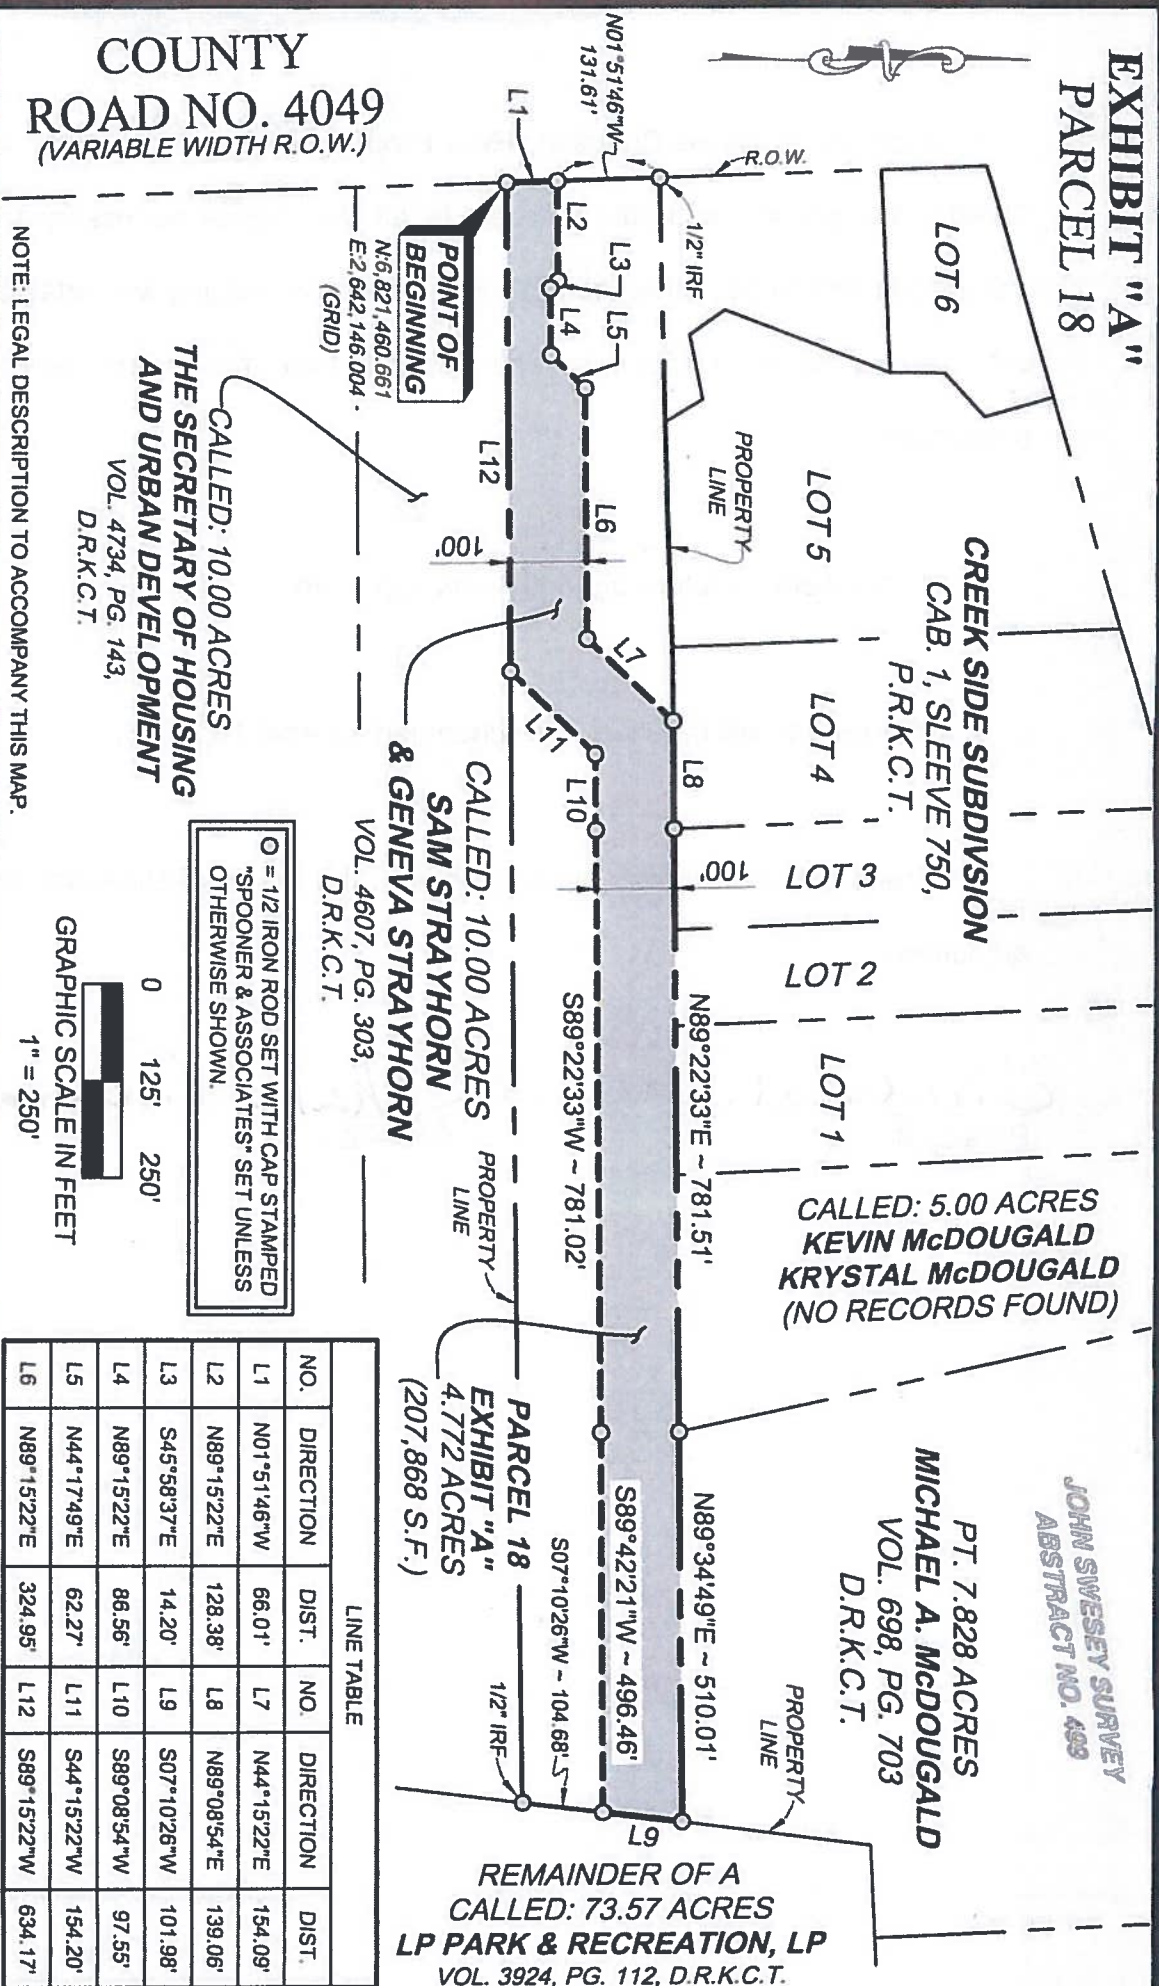 EXHIBIT "A"
PARCEL 18
COUNTY
ROAD NO. 4049
(VARIABLE WIDTH R.O.W.)
N01°51'46"W
131.61'
R.O.W.
1/2" IRF
L1
L2
L3
L4
L5
L6
L7
L8
L9
L10
L11
L12
POINT OF
BEGINNING
N:6,821,460.661
E:2,642,146.004
(GRID)
LOT 6
LOT 5
LOT 4
LOT 3
LOT 2
LOT 1
PROPERTY
LINE
CREEK SIDE SUBDIVSION
CAB. 1, SLEEVE 750,
P.R.K.C.T.
100'
100'
CALLED: 10.00 ACRES
THE SECRETARY OF HOUSING
AND URBAN DEVELOPMENT
VOL. 4734, PG. 143,
D.R.K.C.T.
CALLED: 10.00 ACRES
SAM STRAYHORN
& GENEVA STRAYHORN
VOL. 4607, PG. 303,
D.R.K.C.T.
N89°22'33"E ~ 781.51'
S89°22'33"W ~ 781.02'
CALLED: 5.00 ACRES
KEVIN McDOUGALD
KRYSTAL McDOUGALD
(NO RECORDS FOUND)
JOHN SWESEY SURVEY
ABSTRACT NO. 499
PT. 7.828 ACRES
MICHAEL A. McDOUGALD
VOL. 698, PG. 703
D.R.K.C.T.
N89°34'49"E ~ 510.01'
S89°42'21"W ~ 496.46'
S07°10'26"W ~ 104.68'
1/2" IRF
PROPERTY
LINE
PROPERTY
LINE
PARCEL 18
EXHIBIT "A"
4.772 ACRES
(207,868 S.F.)
REMAINDER OF A
CALLED: 73.57 ACRES
LP PARK & RECREATION, LP
VOL. 3924, PG. 112, D.R.K.C.T.
= 1/2 IRON ROD SET WITH CAP STAMPED
"SPOONER & ASSOCIATES" SET UNLESS
OTHERWISE SHOWN.
0 125' 250'
GRAPHIC SCALE IN FEET
1" = 250'
NOTE: LEGAL DESCRIPTION TO ACCOMPANY THIS MAP.
LINE TABLE
NO. DIRECTION DIST. NO. DIRECTION DIST.
L1 N01°51'46"W 66.01' L7 N44°15'22"E 154.09'
L2 N89°15'22"E 128.38' L8 N89°08'54"E 139.06'
L3 S45°58'37"E 14.20' L9 S07°10'26"W 101.98'
L4 N89°15'22"E 86.56' L10 S89°08'54"W 97.55'
L5 N44°17'49"E 62.27' L11 S44°15'22"W 154.20'
L6 N89°15'22"E 324.95' L12 S89°15'22"W 634.17'